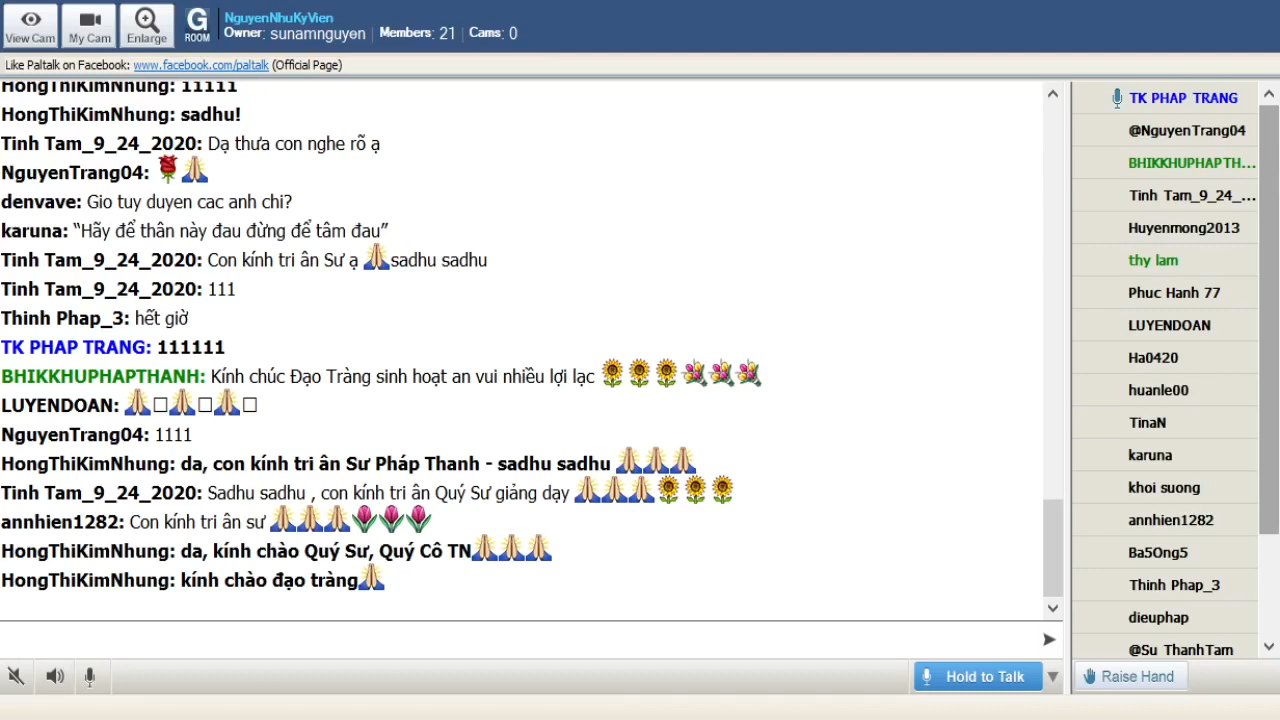 View Cam
My Cam
Enlarge
G
ROOM
NguyenNhuKyVien
Owner: sunamnguyen | Members: 21 | Cams: 0
Like Paltalk on Facebook: www.facebook.com/paltalk (Official Page)
HongThiKimNhung: 11111
HongThiKimNhung: sadhu!
Tinh Tam_9_24_2020: Dạ thưa con nghe rõ ạ
NguyenTrang04: 🌹🙏
denvave: Gio tuy duyen cac anh chi?
karuna: “Hãy để thân này đau đừng để tâm đau”
Tinh Tam_9_24_2020: Con kính tri ân Sư ạ 🙏sadhu sadhu
Tinh Tam_9_24_2020: 111
Thinh Phap_3: hết giờ
TK PHAP TRANG: 111111
BHIKKHUPHAPTHANH: Kính chúc Đạo Tràng sinh hoạt an vui nhiều lợi lạc 🌻🌻🌻💐💐💐
LUYENDOAN: 🙏□🙏□🙏□
NguyenTrang04: 1111
HongThiKimNhung: da, con kính tri ân Sư Pháp Thanh - sadhu sadhu 🙏🙏🙏
Tinh Tam_9_24_2020: Sadhu sadhu , con kính tri ân Quý Sư giảng dạy 🙏🙏🙏🌻🌻🌻
annhien1282: Con kính tri ân sư 🙏🙏🙏🌷🌷🌷
HongThiKimNhung: da, kính chào Quý Sư, Quý Cô TN🙏🙏🙏
HongThiKimNhung: kính chào đạo tràng🙏
Hold to Talk
TK PHAP TRANG
@NguyenTrang04
BHIKKHUPHAPTH...
Tinh Tam_9_24_...
Huyenmong2013
thy lam
Phuc Hanh 77
LUYENDOAN
Ha0420
huanle00
TinaN
karuna
khoi suong
annhien1282
Ba5Ong5
Thinh Phap_3
dieuphap
@Su ThanhTam
Raise Hand